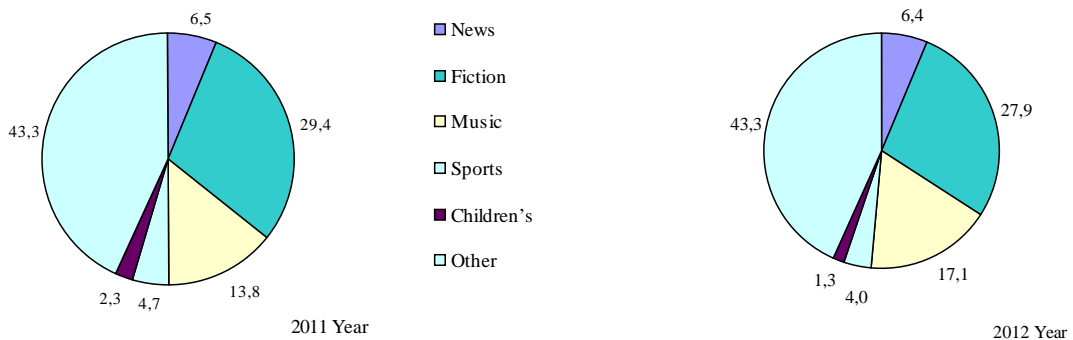 6,5
29,4
13,8
4,7
2,3
43,3
2011 Year
News
Fiction
Music
Sports
Children's
Other
6,4
27,9
17,1
4,0
1,3
43,3
2012 Year